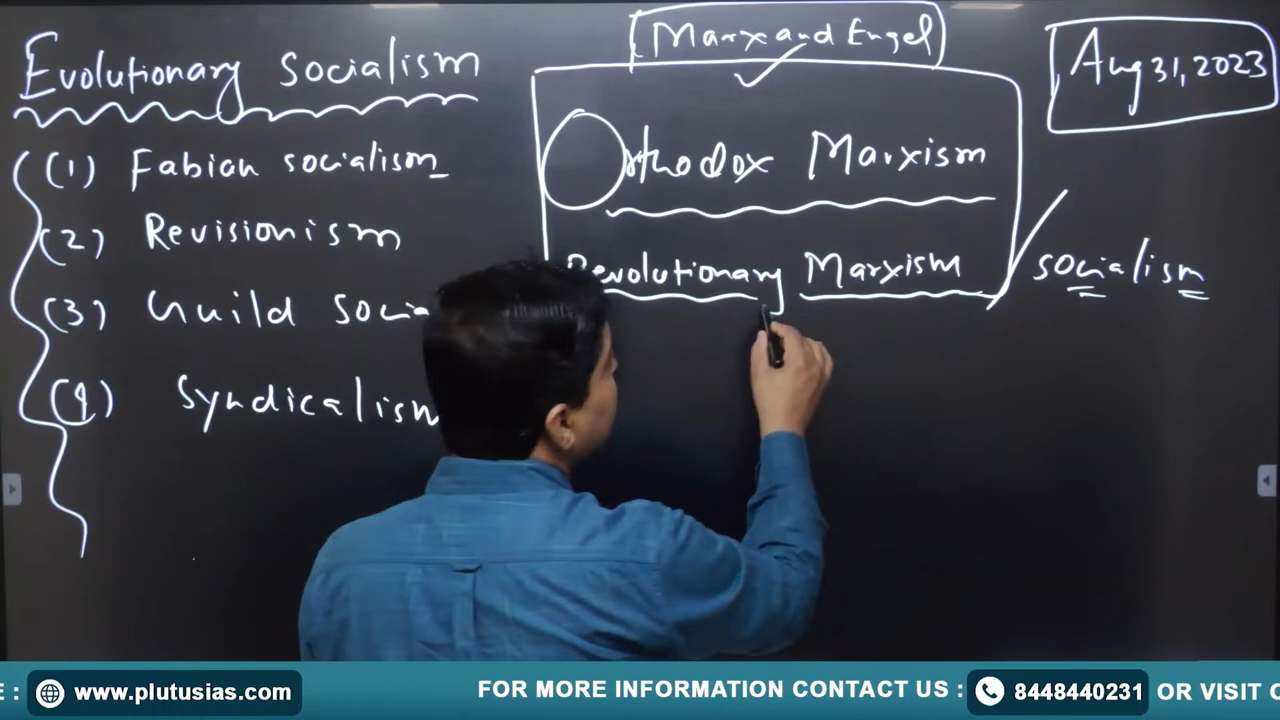 Evolutionary socialism
(1) Fabian socialism
(2) Revisionism
(3) Guild socia
(4) Syndicalism
Marx and Engel
Orthodox Marxism
Revolutionary Marxism
socialism
Aug 31, 2023
E : www.plutusias.com FOR MORE INFORMATION CONTACT US : 8448440231 OR VISIT O